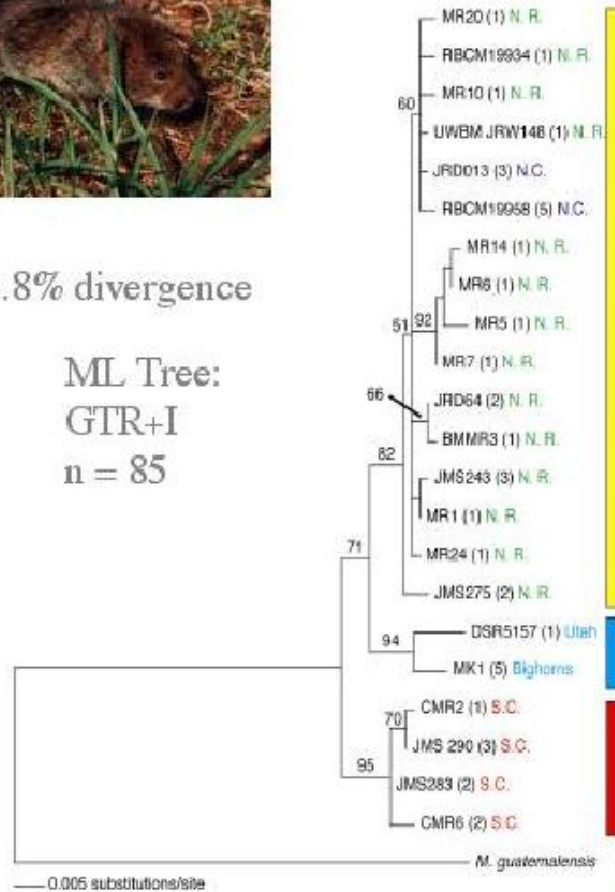 MR20 (1) N. R.
RBCM19934 (1) N. R.
MR10 (1) N. R.
60
UWBM JRW148 (1) N. R.
JRD013 (3) N.C.
RBCM19958 (5) N.C.
MR14 (1) N. R.
.8% divergence
MR6 (1) N. R.
51 92
MR5 (1) N. R.
ML Tree:
MR7 (1) N. R.
GTR+I
66
JRD64 (2) N. R.
n = 85
BMMR3 (1) N. R.
82
JMS243 (3) N. R.
MR1 (1) N. R.
71
MR24 (1) N. R.
JMS275 (2) N. R.
94
DSR5157 (1) Utah
MK1 (5) Bighorns
CMR2 (1) S.C.
70
JMS 290 (3) S.C.
95
JMS283 (2) S.C.
CMR6 (2) S.C.
M. guatemalensis
0.005 substitutions/site